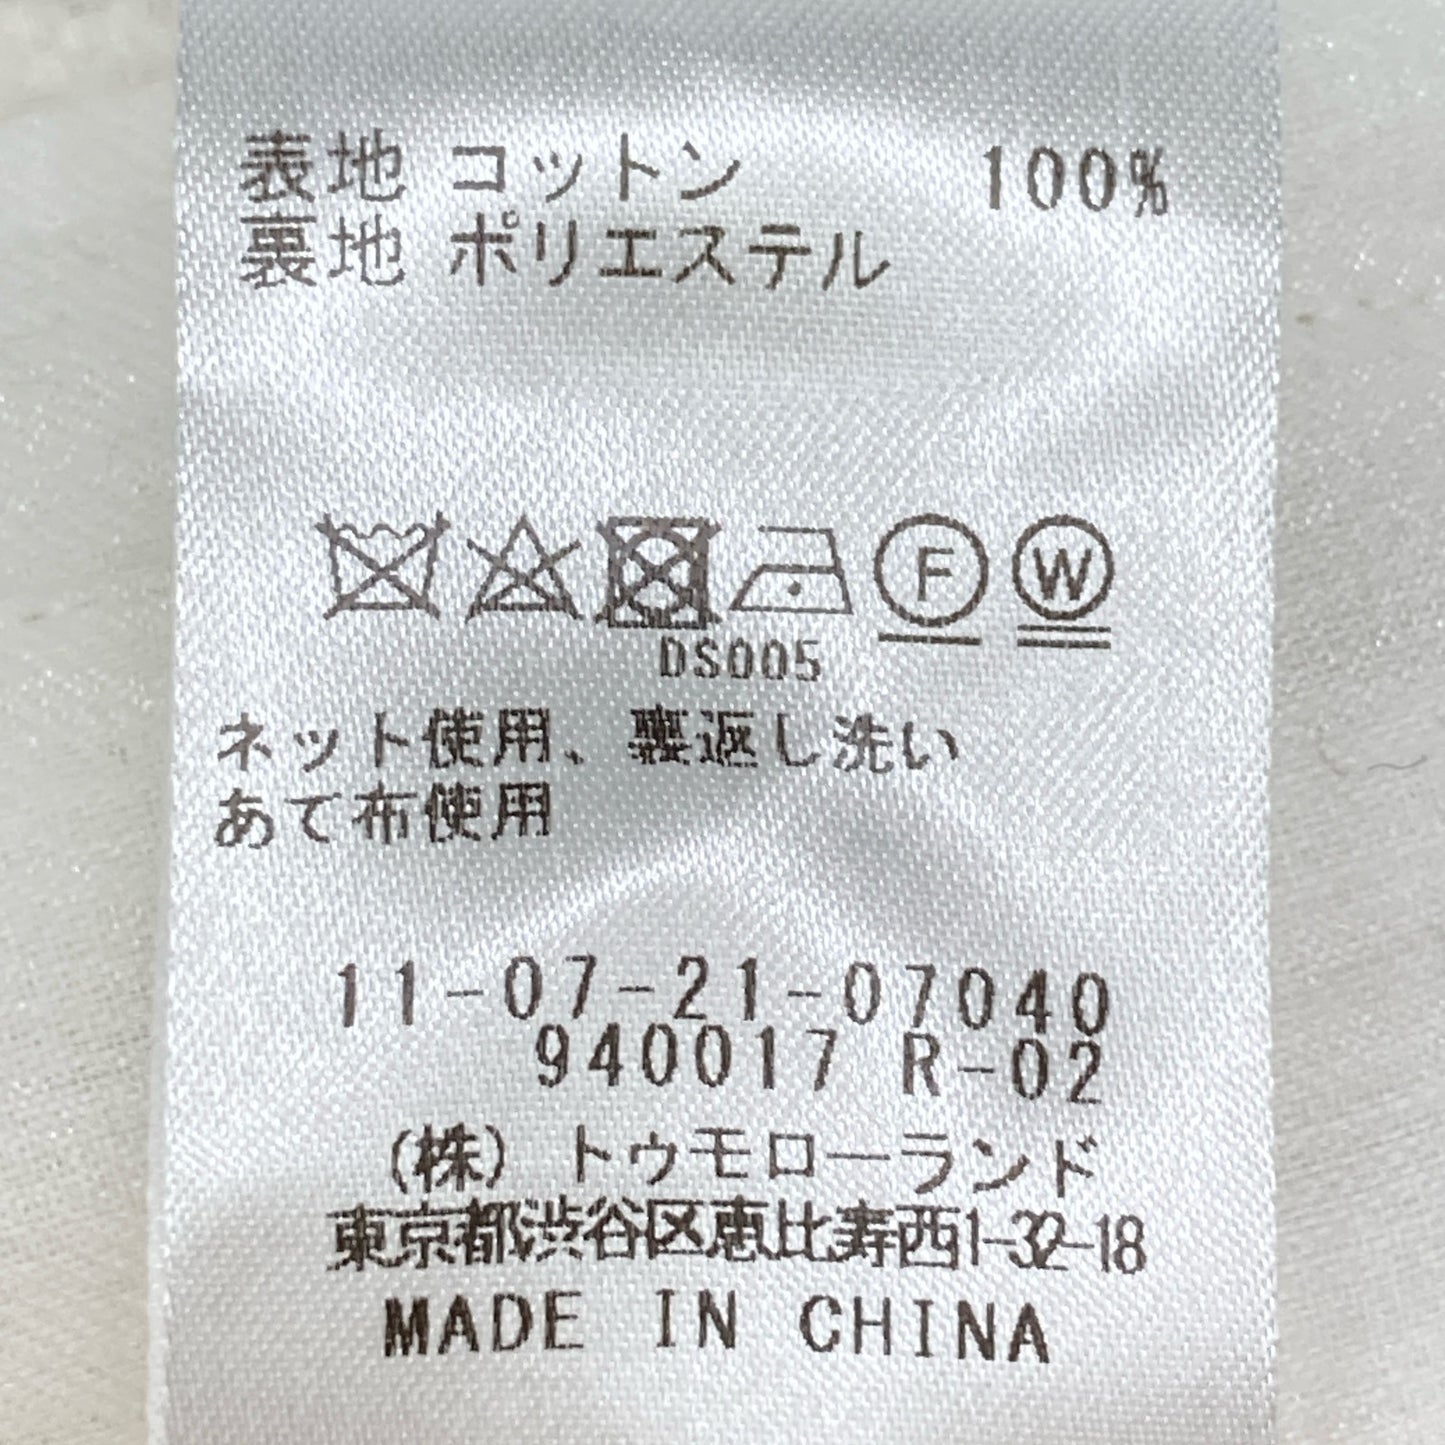 表地 コットン 100%
裏地 ポリエステル
F W
DS005
ネット使用、裏返し洗い
あて布使用
11-07-21-07040
940017 R-02
(株) トゥモローランド
東京都渋谷区恵比寿西1-32-18
MADE IN CHINA